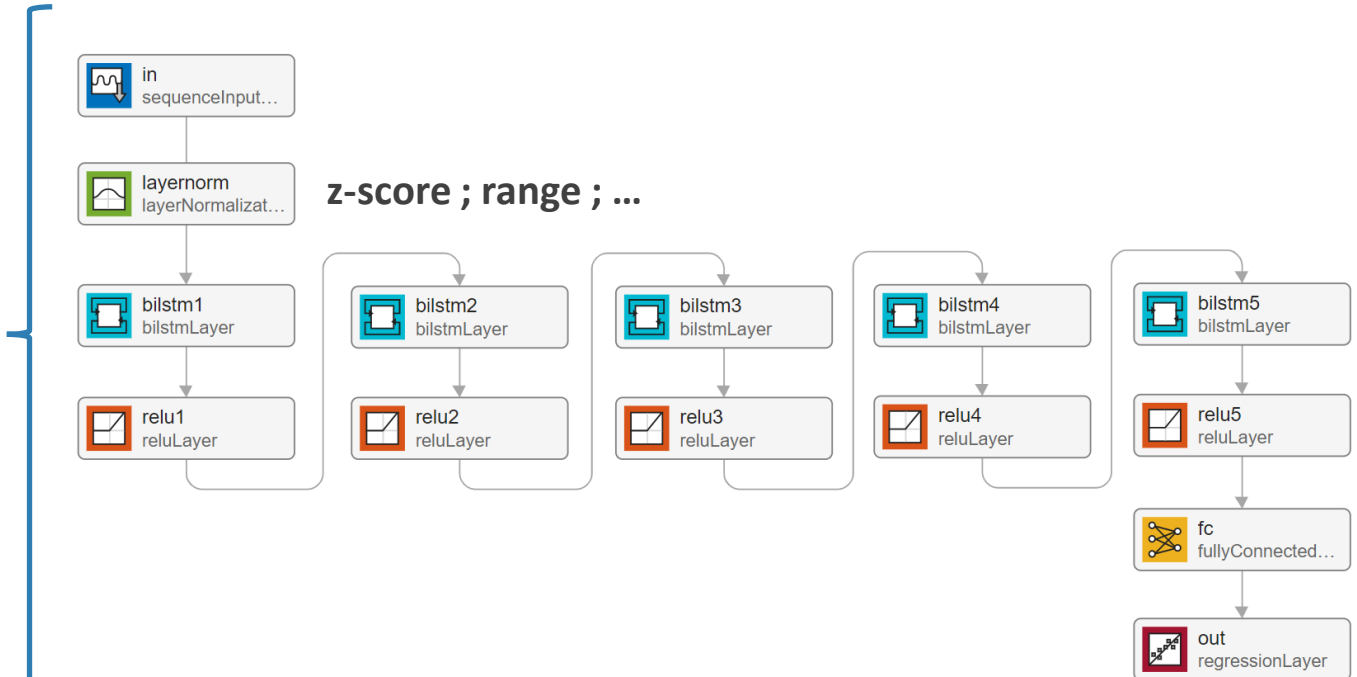 in
sequenceInput…
layernorm
layerNormalizat…
z-score ; range ; …
bilstm1
bilstmLayer
relu1
reluLayer
bilstm2
bilstmLayer
relu2
reluLayer
bilstm3
bilstmLayer
relu3
reluLayer
bilstm4
bilstmLayer
relu4
reluLayer
bilstm5
bilstmLayer
relu5
reluLayer
fc
fullyConnected…
out
regressionLayer